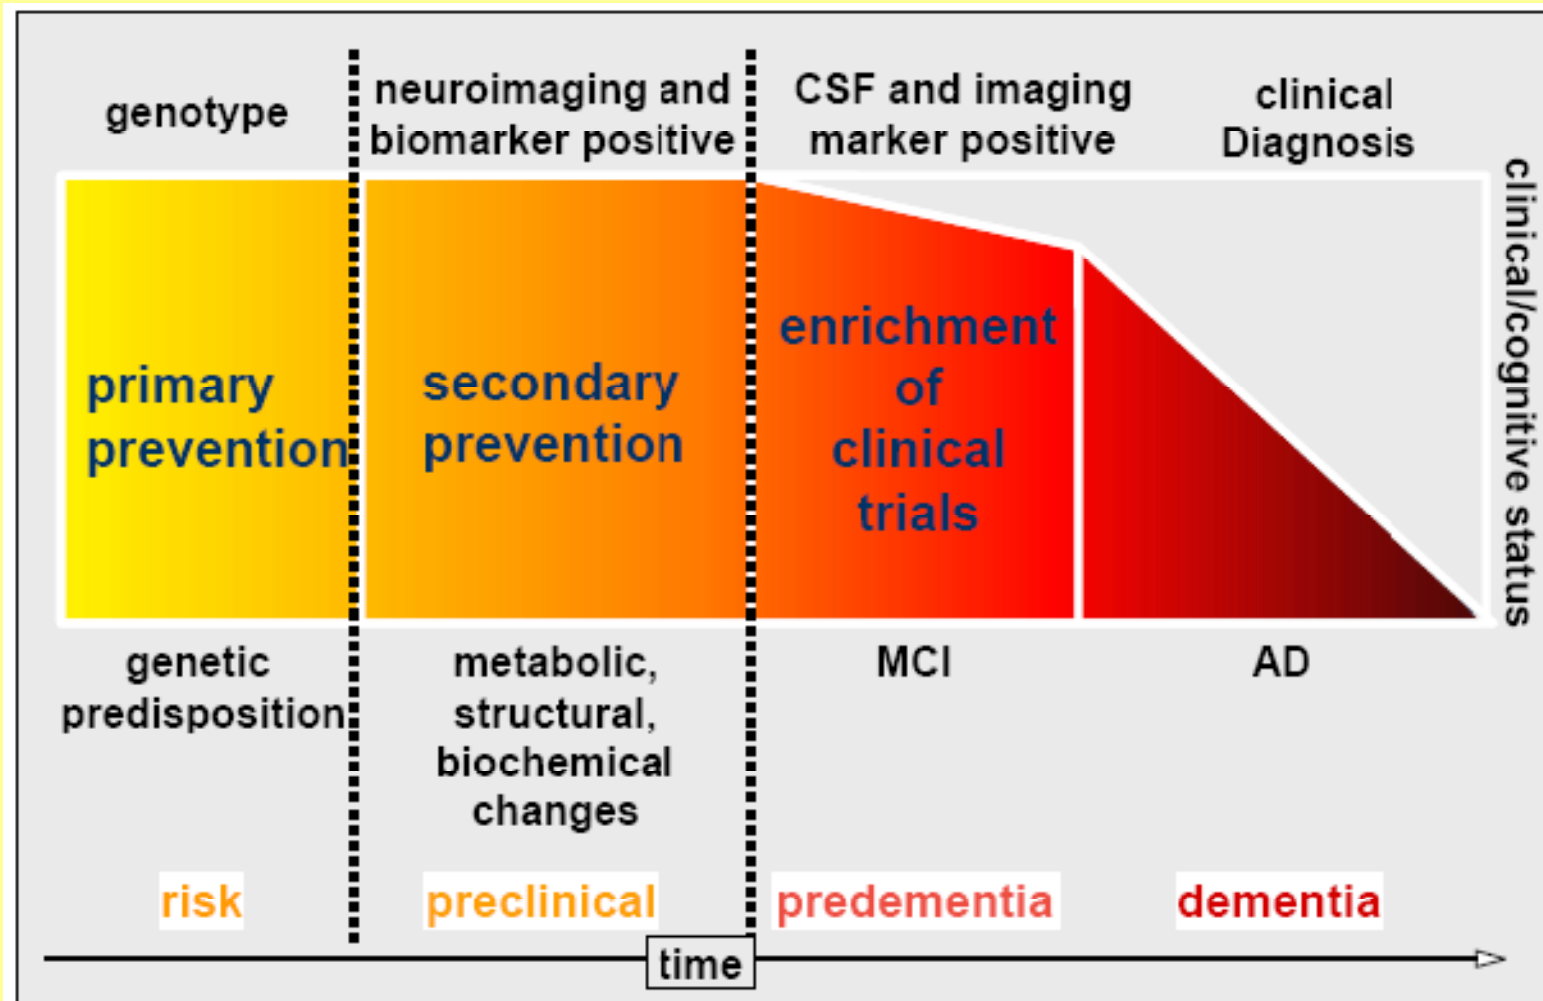 genotype
neuroimaging and
biomarker positive
CSF and imaging
marker positive
clinical
Diagnosis
clinical/cognitive status
primary
prevention
secondary
prevention
enrichment
of
clinical
trials
genetic
predisposition
metabolic,
structural,
biochemical
changes
MCI
AD
risk
preclinical
predementia
dementia
time